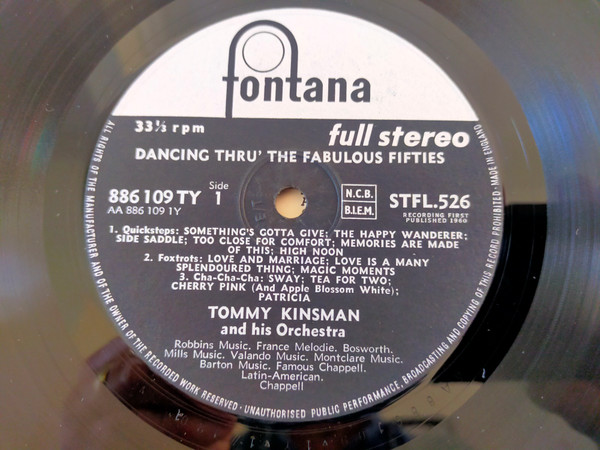 fontana
33⅓ rpm
full stereo
DANCING THRU' THE FABULOUS FIFTIES
886 109 TY
Side
1
AA 886 109 1Y
N.C.B.
B.I.E.M.
STFL.526
RECORDING FIRST
PUBLISHED 1960
1. Quicksteps: SOMETHING'S GOTTA GIVE; THE HAPPY WANDERER;
SIDE SADDLE; TOO CLOSE FOR COMFORT; MEMORIES ARE MADE
OF THIS; HIGH NOON
2. Foxtrots: LOVE AND MARRIAGE; LOVE IS A MANY
SPLENDOURED THING; MAGIC MOMENTS
3. Cha-Cha-Cha: SWAY; TEA FOR TWO;
CHERRY PINK (And Apple Blossom White);
PATRICIA
TOMMY KINSMAN
and his Orchestra
Robbins Music. France Melodie. Bosworth.
Mills Music. Valando Music. Montclare Music.
Barton Music. Famous Chappell.
Latin-American.
Chappell
ALL RIGHTS OF THE MANUFACTURER AND OF THE OWNER OF THE RECORDED WORK RESERVED · UNAUTHORISED PUBLIC PERFORMANCE, BROADCASTING AND COPYING OF THIS RECORD PROHIBITED · MADE IN ENGLAND